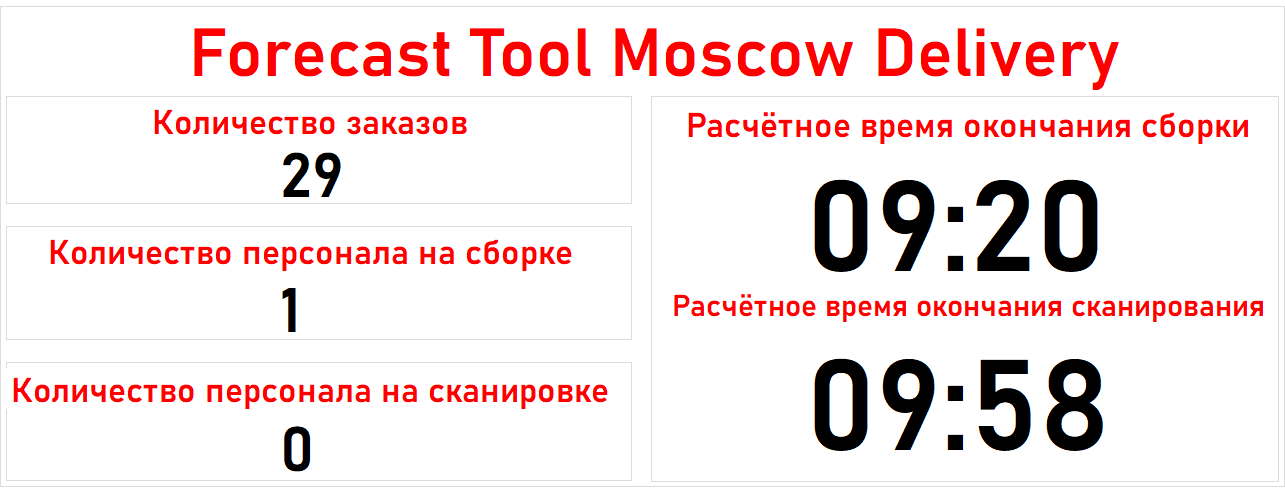 Forecast Tool Moscow Delivery
Количество заказов
29
Количество персонала на сборке
1
Количество персонала на сканировке
0
Расчётное время окончания сборки
09:20
Расчётное время окончания сканирования
09:58